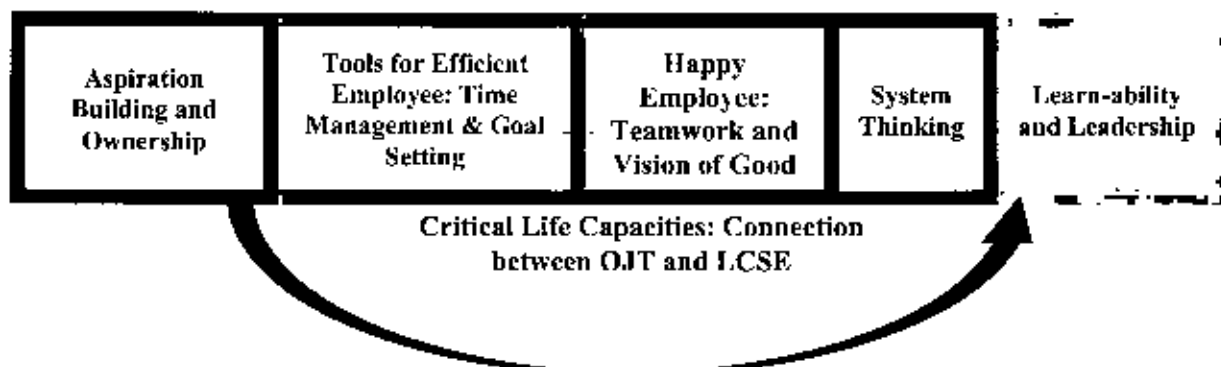 Aspiration
Building and
Ownership
Tools for Efficient
Employee: Time
Management & Goal
Setting
Happy
Employee:
Teamwork and
Vision of Good
System
Thinking
Learn-ability
and Leadership
Critical Life Capacities: Connection
between OJT and LCSE